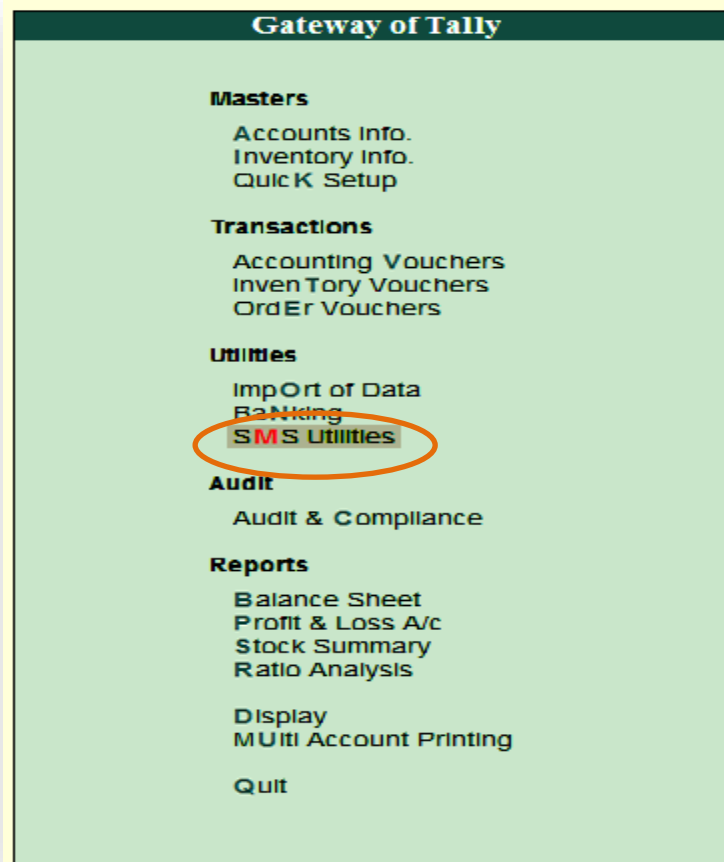 Gateway of Tally
Masters
Accounts Info.
Inventory Info.
QuicK Setup
Transactions
Accounting Vouchers
InvenTory Vouchers
OrdEr Vouchers
Utilities
ImpOrt of Data
BaNking
SMS Utilities
Audit
Audit & Compliance
Reports
Balance Sheet
Profit & Loss A/c
Stock Summary
Ratio Analysis
Display
MUlti Account Printing
Quit